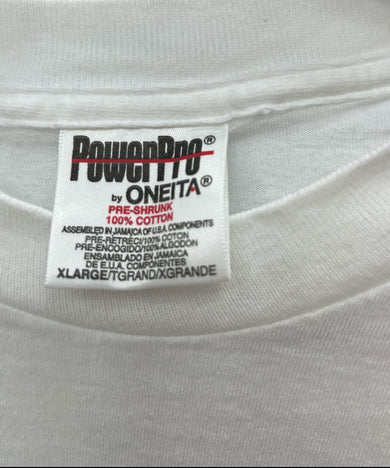 PowerPro®
by ONEITA®
PRE-SHRUNK
100% COTTON
ASSEMBLED IN JAMAICA OF U.S.A. COMPONENTS
PRE-RETRECI/100% COTON
PRE-ENCOGIDO/100% ALGODON
ENSAMBLADO EN JAMAICA
DE E.U.A. COMPONENTES
XLARGE/TGRAND/XGRANDE